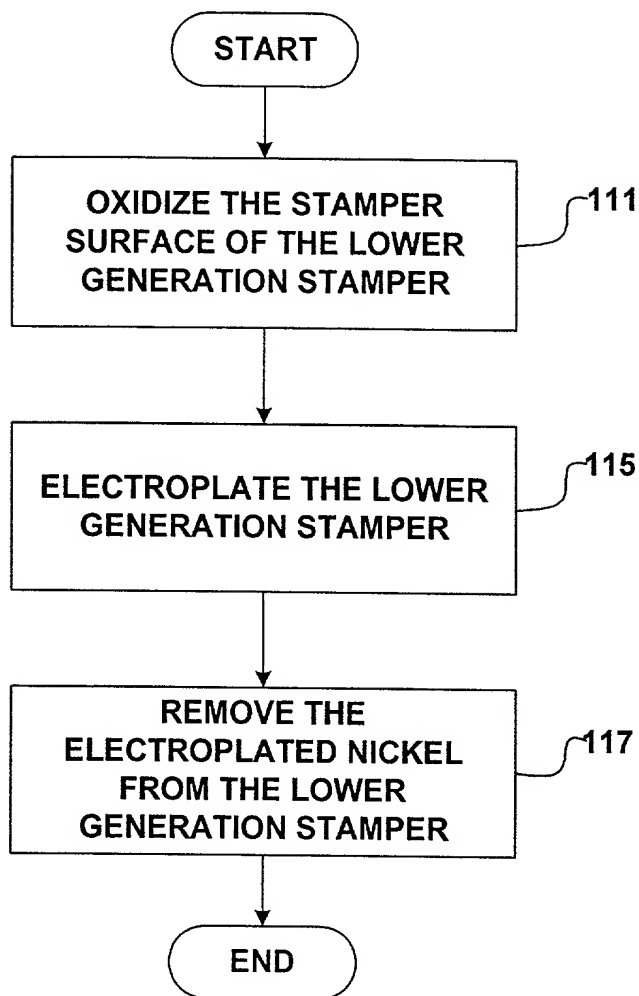 START
OXIDIZE THE STAMPER
SURFACE OF THE LOWER
GENERATION STAMPER
111
ELECTROPLATE THE LOWER
GENERATION STAMPER
115
REMOVE THE
ELECTROPLATED NICKEL
FROM THE LOWER
GENERATION STAMPER
117
END